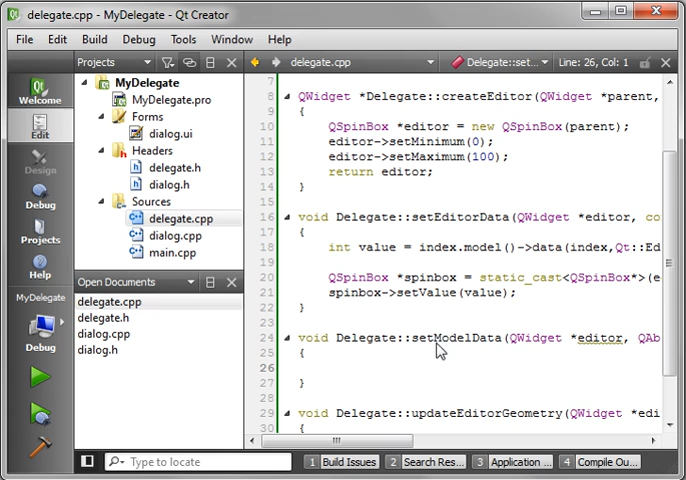 delegate.cpp - MyDelegate - Qt Creator
File Edit Build Debug Tools Window Help
Projects
delegate.cpp
Delegate::set...
Line: 26, Col: 1
Welcome
Edit
Design
Debug
Projects
Help
MyDelegate
Debug
MyDelegate
MyDelegate.pro
Forms
dialog.ui
Headers
delegate.h
dialog.h
Sources
delegate.cpp
dialog.cpp
main.cpp
Open Documents
delegate.cpp
delegate.h
dialog.cpp
dialog.h
7
8 QWidget *Delegate::createEditor(QWidget *parent,
9 {
10 QSpinBox *editor = new QSpinBox(parent);
11 editor->setMinimum(0);
12 editor->setMaximum(100);
13 return editor;
14 }
15
16 void Delegate::setEditorData(QWidget *editor, co
17 {
18 int value = index.model()->data(index,Qt::Ed
19
20 QSpinBox *spinbox = static_cast<QSpinBox*>(e
21 spinbox->setValue(value);
22 }
23
24 void Delegate::setModelData(QWidget *editor, QAb
25 {
26
27 }
28
29 void Delegate::updateEditorGeometry(QWidget *edi
30 {
Type to locate
1 Build Issues
2 Search Res...
3 Application ...
4 Compile Ou...